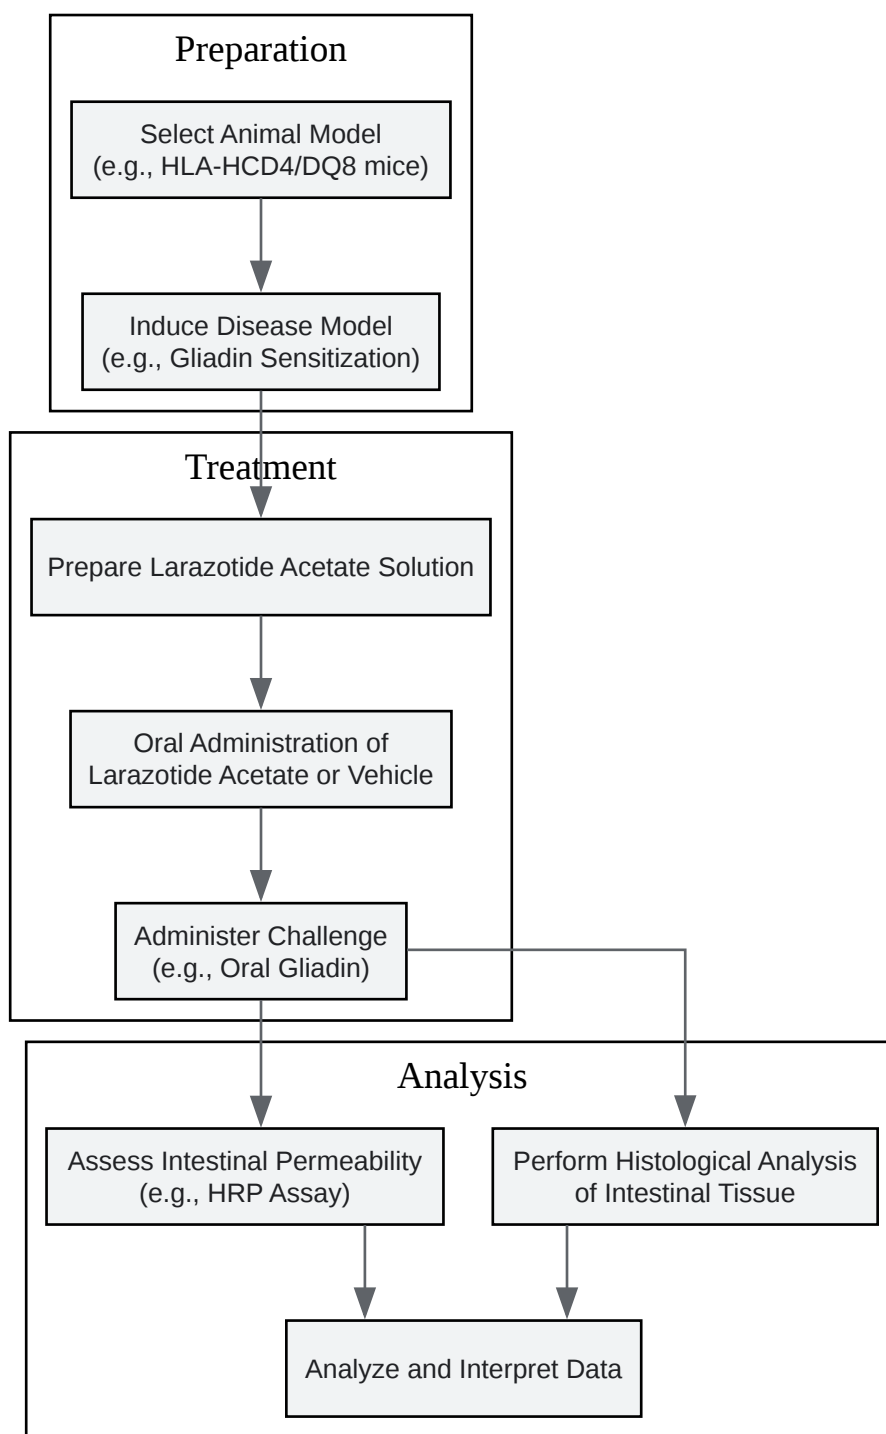 Preparation
Select Animal Model
(e.g., HLA-HCD4/DQ8 mice)
Induce Disease Model
(e.g., Gliadin Sensitization)
Treatment
Prepare Larazotide Acetate Solution
Oral Administration of
Larazotide Acetate or Vehicle
Administer Challenge
(e.g., Oral Gliadin)
Analysis
Assess Intestinal Permeability
(e.g., HRP Assay)
Perform Histological Analysis
of Intestinal Tissue
Analyze and Interpret Data